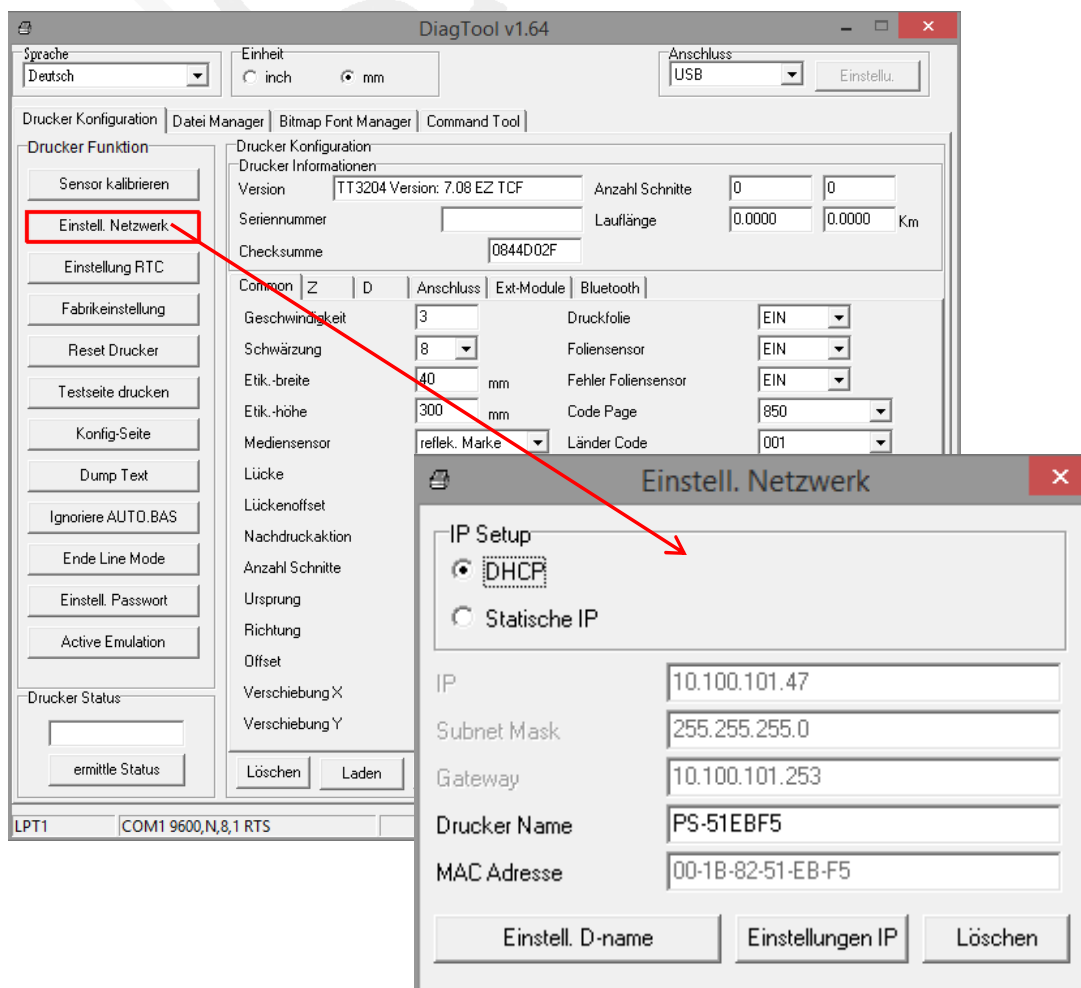 DiagTool v1.64
Sprache
Deutsch
Einheit
inch mm
Anschluss
USB
Einstellu.
Drucker Konfiguration Datei Manager Bitmap Font Manager Command Tool
Drucker Funktion
Sensor kalibrieren
Einstell. Netzwerk
Einstellung RTC
Fabrikeinstellung
Reset Drucker
Testseite drucken
Konfig-Seite
Dump Text
Ignoriere AUTO.BAS
Ende Line Mode
Einstell. Passwort
Active Emulation
Drucker Status
ermittle Status
Drucker Konfiguration
Drucker Informationen
Version TT3204 Version: 7.08 EZ TCF Anzahl Schnitte 0 0
Seriennummer Lauflänge 0.0000 0.0000 Km
Checksumme 0844D02F
Common Z D Anschluss Ext-Module Bluetooth
Geschwindigkeit 3 Druckfolie EIN
Schwärzung 8 Foliensensor EIN
Etik.-breite 40 mm Fehler Foliensensor EIN
Etik.-höhe 300 mm Code Page 850
Mediensensor reflek. Marke Länder Code 001
Lücke
Lückenoffset
Nachdruckaktion
Anzahl Schnitte
Ursprung
Richtung
Offset
Verschiebung X
Verschiebung Y
Löschen Laden
LPT1 COM1 9600,N,8,1 RTS
Einstell. Netzwerk
IP Setup
DHCP
Statische IP
IP 10.100.101.47
Subnet Mask 255.255.255.0
Gateway 10.100.101.253
Drucker Name PS-51EBF5
MAC Adresse 00-1B-82-51-EB-F5
Einstell. D-name Einstellungen IP Löschen